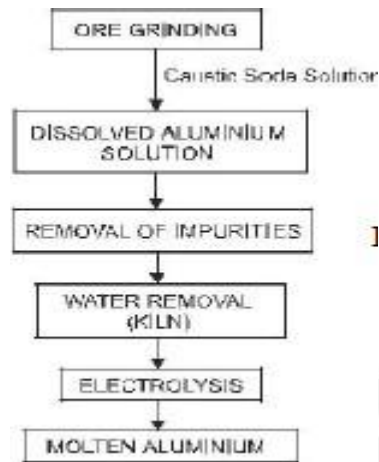 ORE GRINDING
Caustic Soda Solution
DISSOLVED ALUMINIUM
SOLUTION
REMOVAL OF IMPURITIES
WATER REMOVAL
(KILN)
ELECTROLYSIS
MOLTEN ALUMINIUM